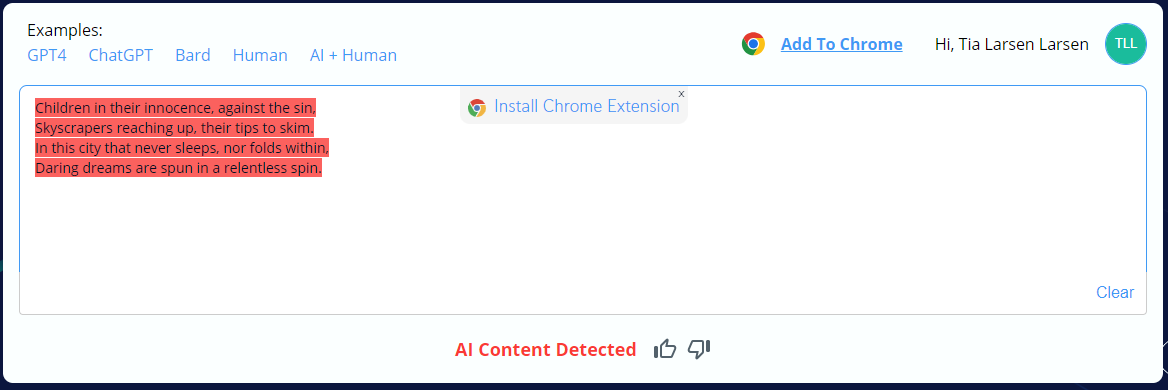 Examples:
GPT4 ChatGPT Bard Human AI + Human
Add To Chrome Hi, Tia Larsen Larsen TLL
Install Chrome Extension x
Children in their innocence, against the sin,
Skyscrapers reaching up, their tips to skim.
In this city that never sleeps, nor folds within,
Daring dreams are spun in a relentless spin.
Clear
AI Content Detected